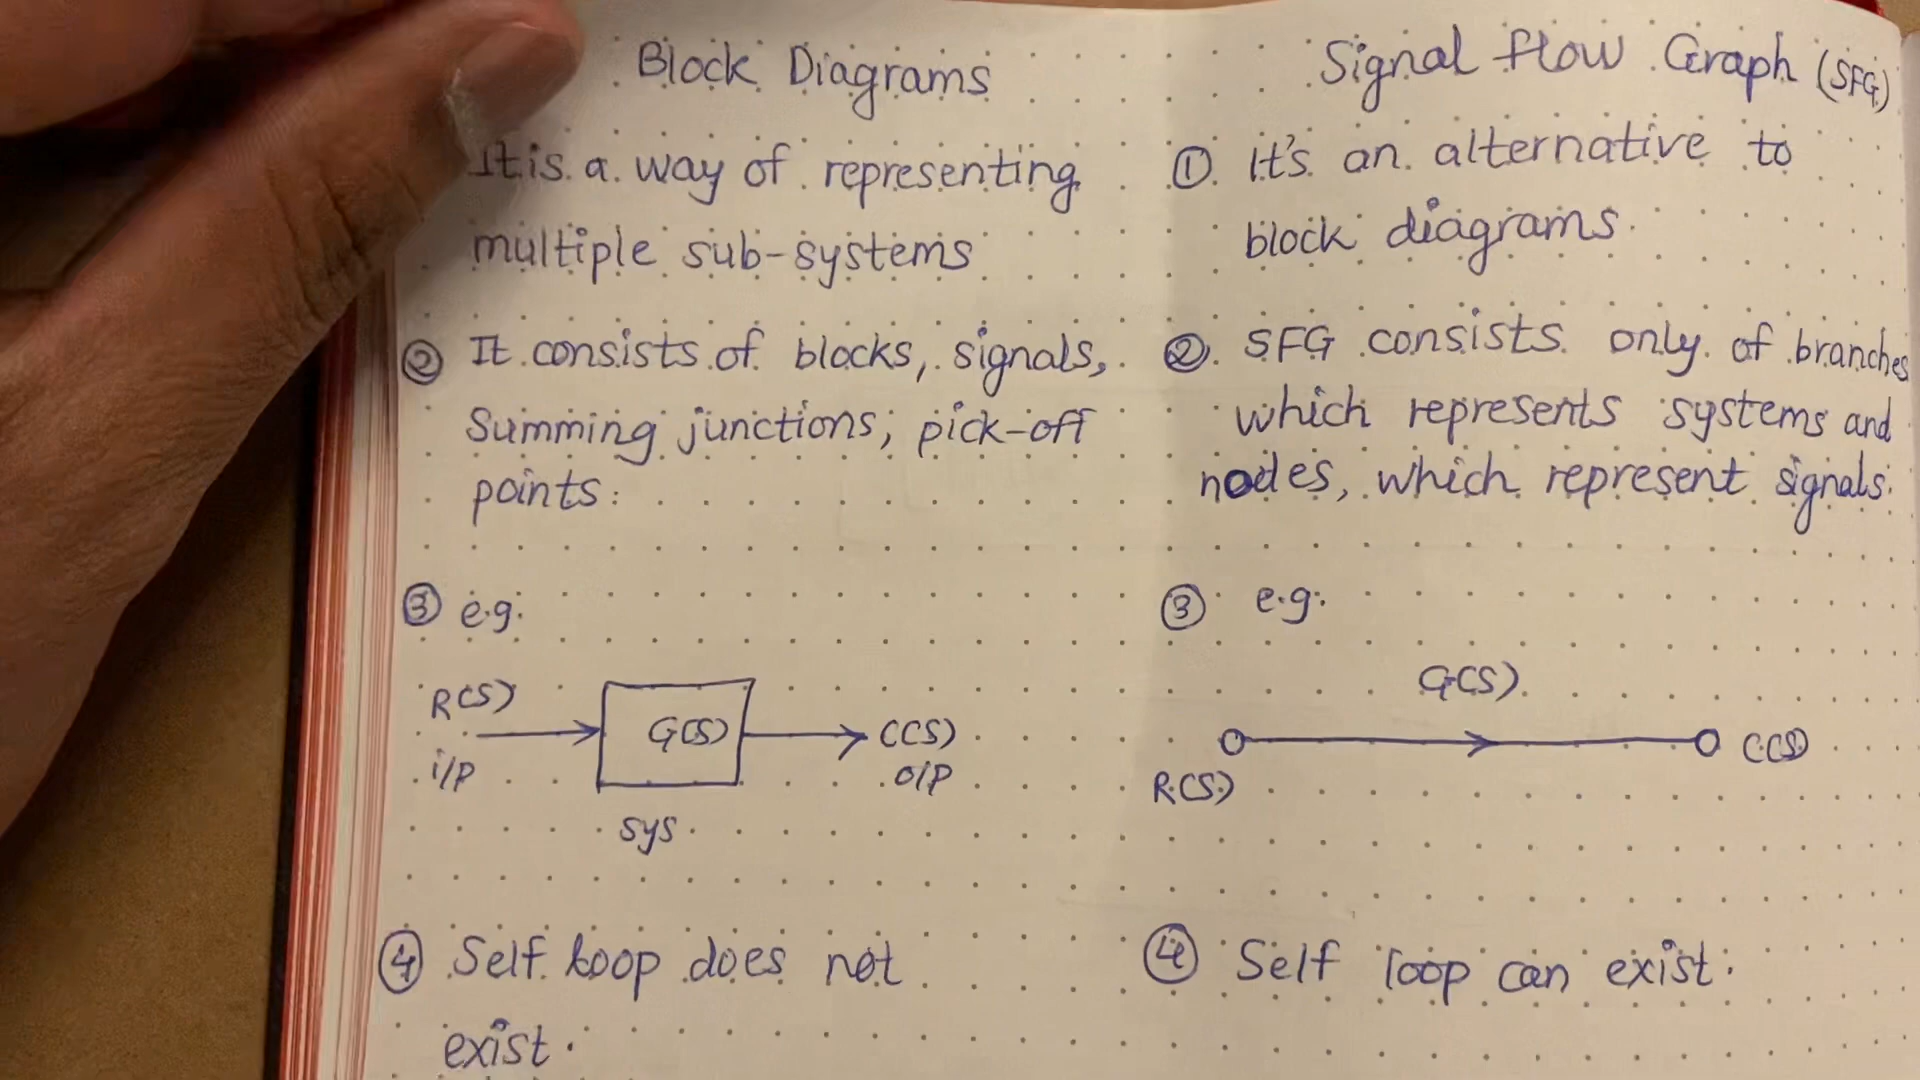 Block Diagrams
It is a way of representing
multiple sub-systems
② It consists of blocks, signals,
Summing junctions, pick-off
points.
③ e.g.
R(S)
i/p
G(S)
C(S)
o/p
sys.
④ Self loop does not
exist.
Signal flow Graph (SFG)
① it's an alternative to
block diagrams.
② SFG consists only of branches
which represents systems and
nodes, which represent signals.
③ e.g.
G(S)
R(S)
C(S)
④ Self loop can exist.